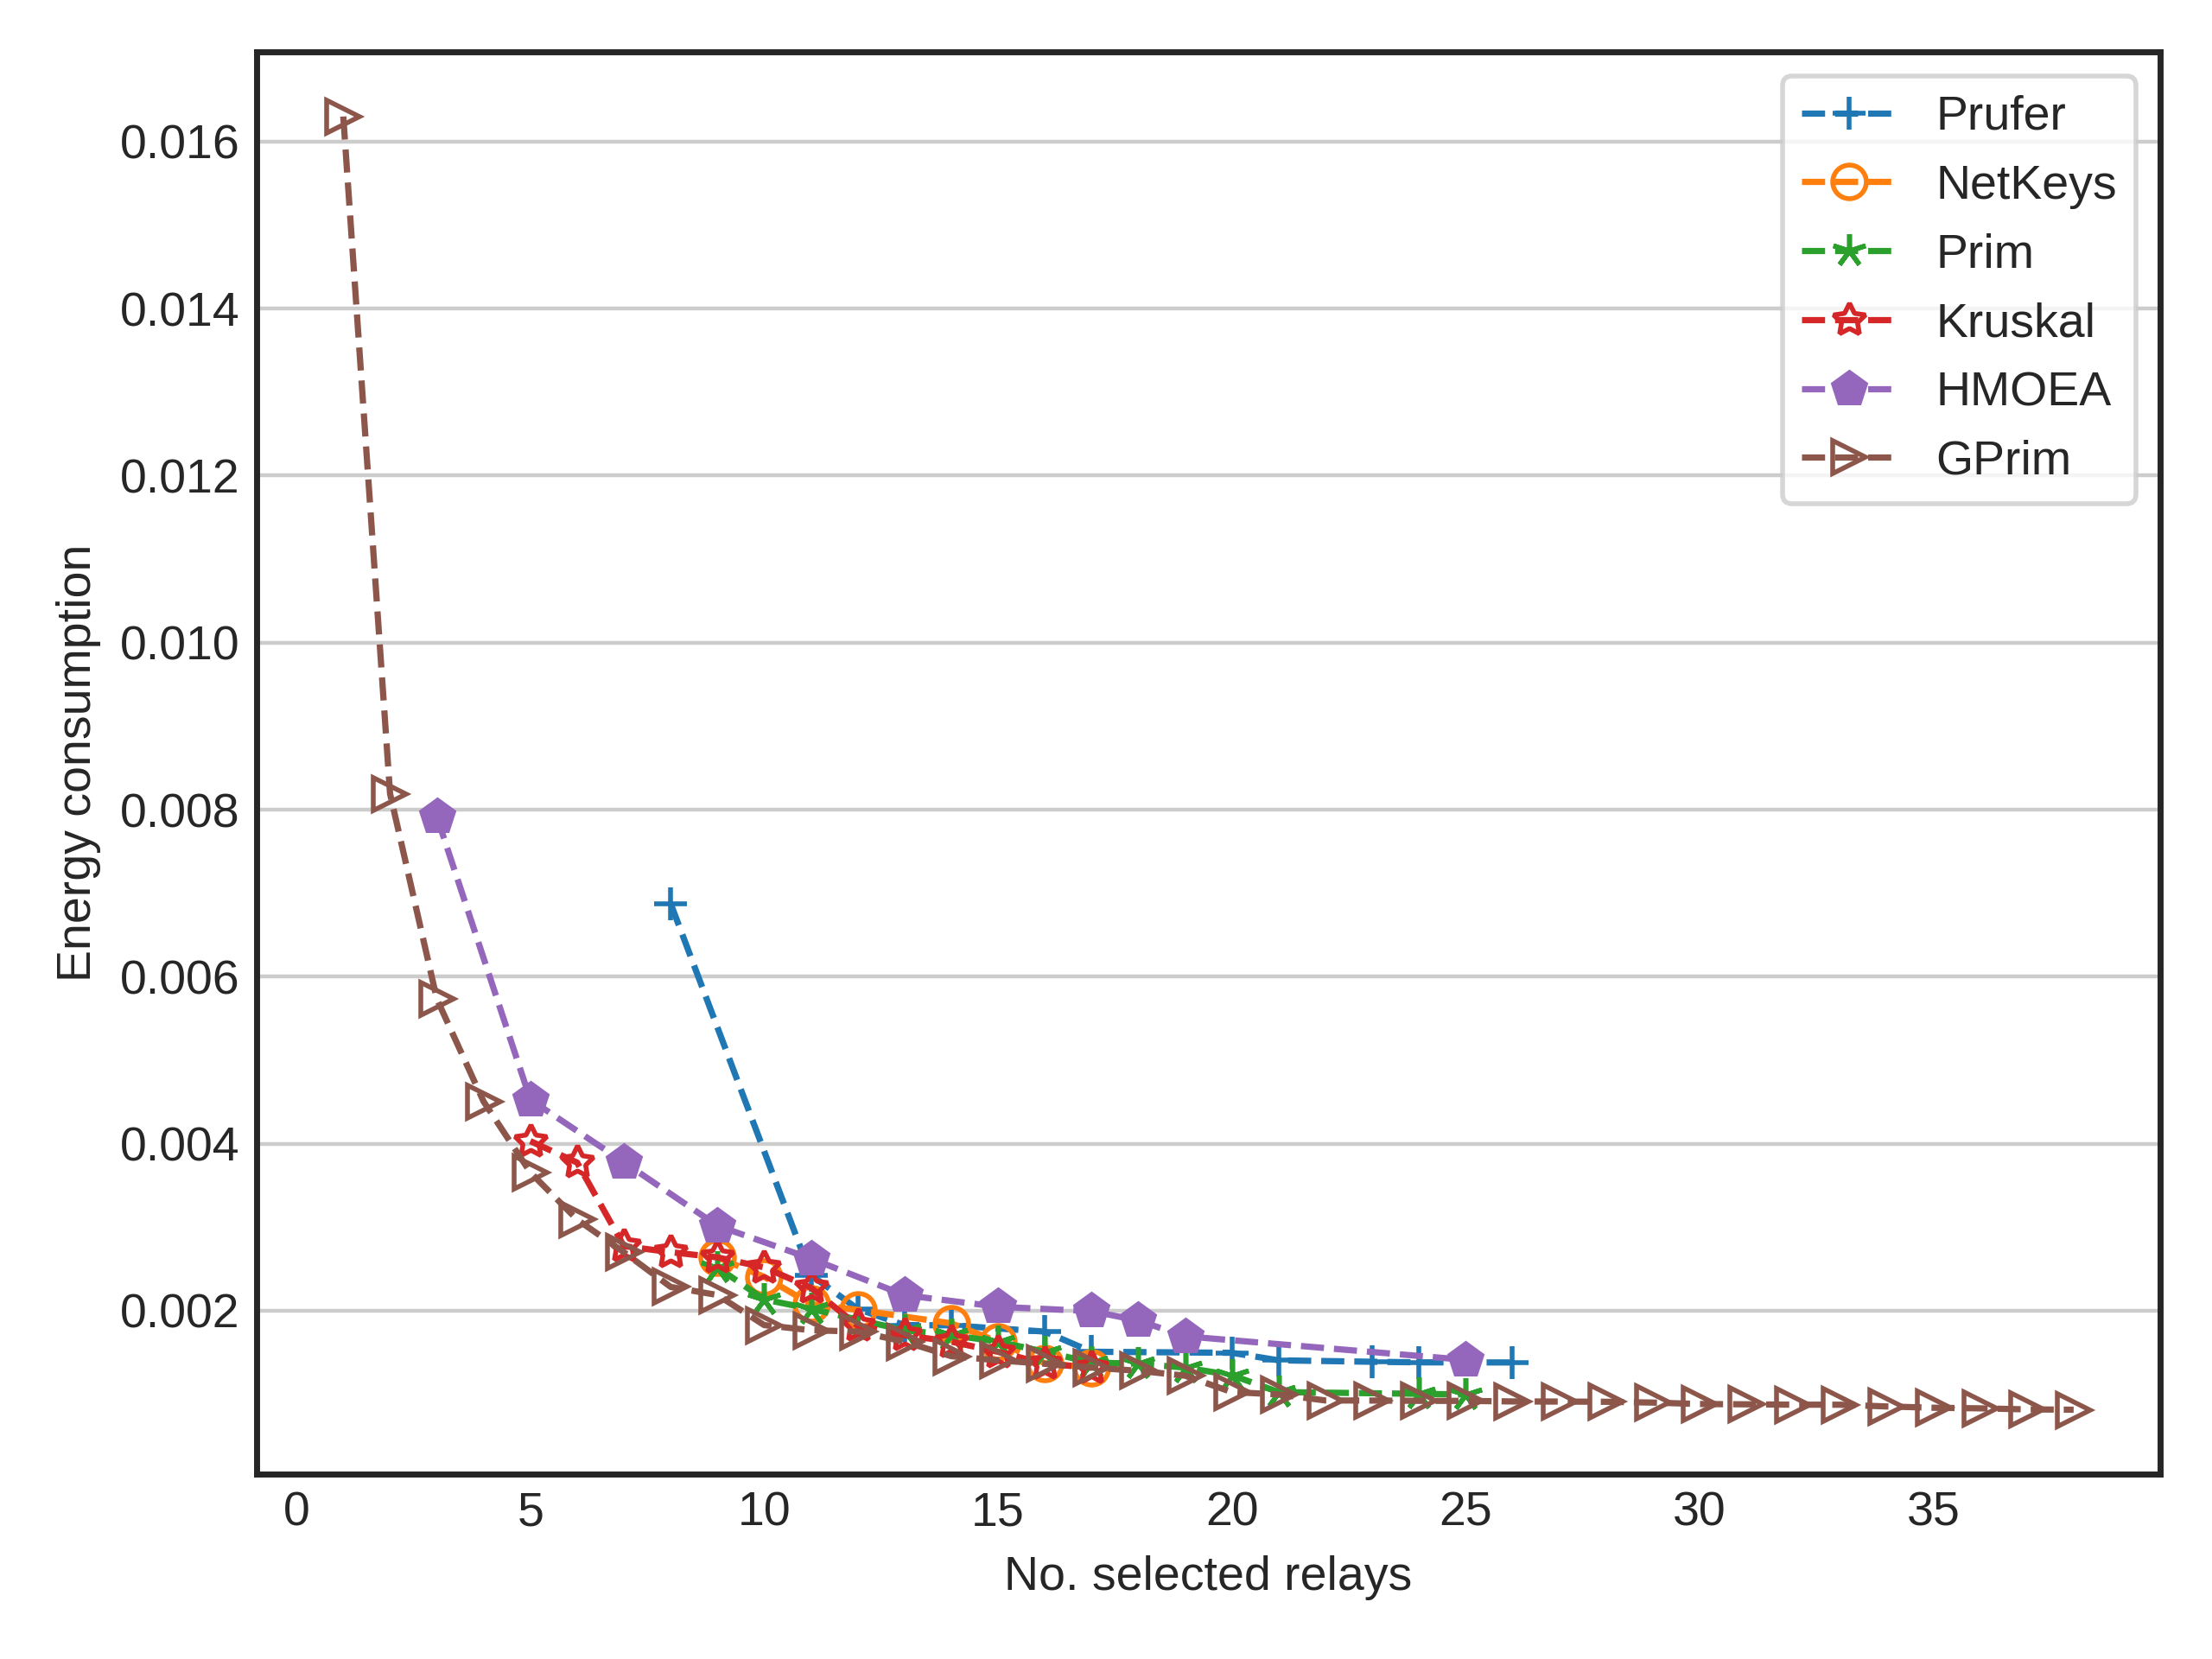 Energy consumption
0.016
0.014
0.012
0.010
0.008
0.006
0.004
0.002
0 5 10 15 20 25 30 35
No. selected relays
Prufer
NetKeys
Prim
Kruskal
HMOEA
GPrim